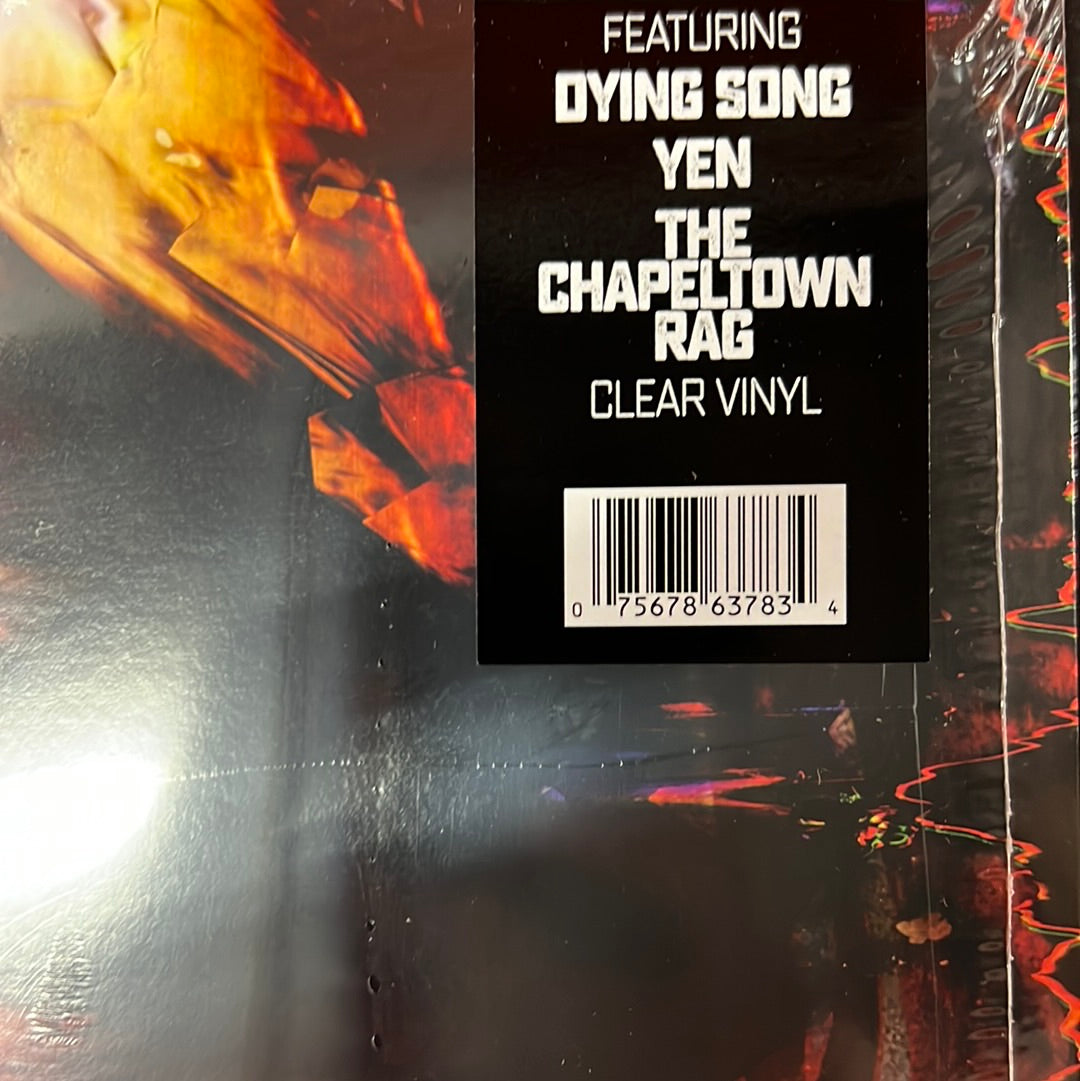 FEATURING
DYING SONG
YEN
THE
CHAPELTOWN
RAG
CLEAR VINYL
0 75678 63783 4